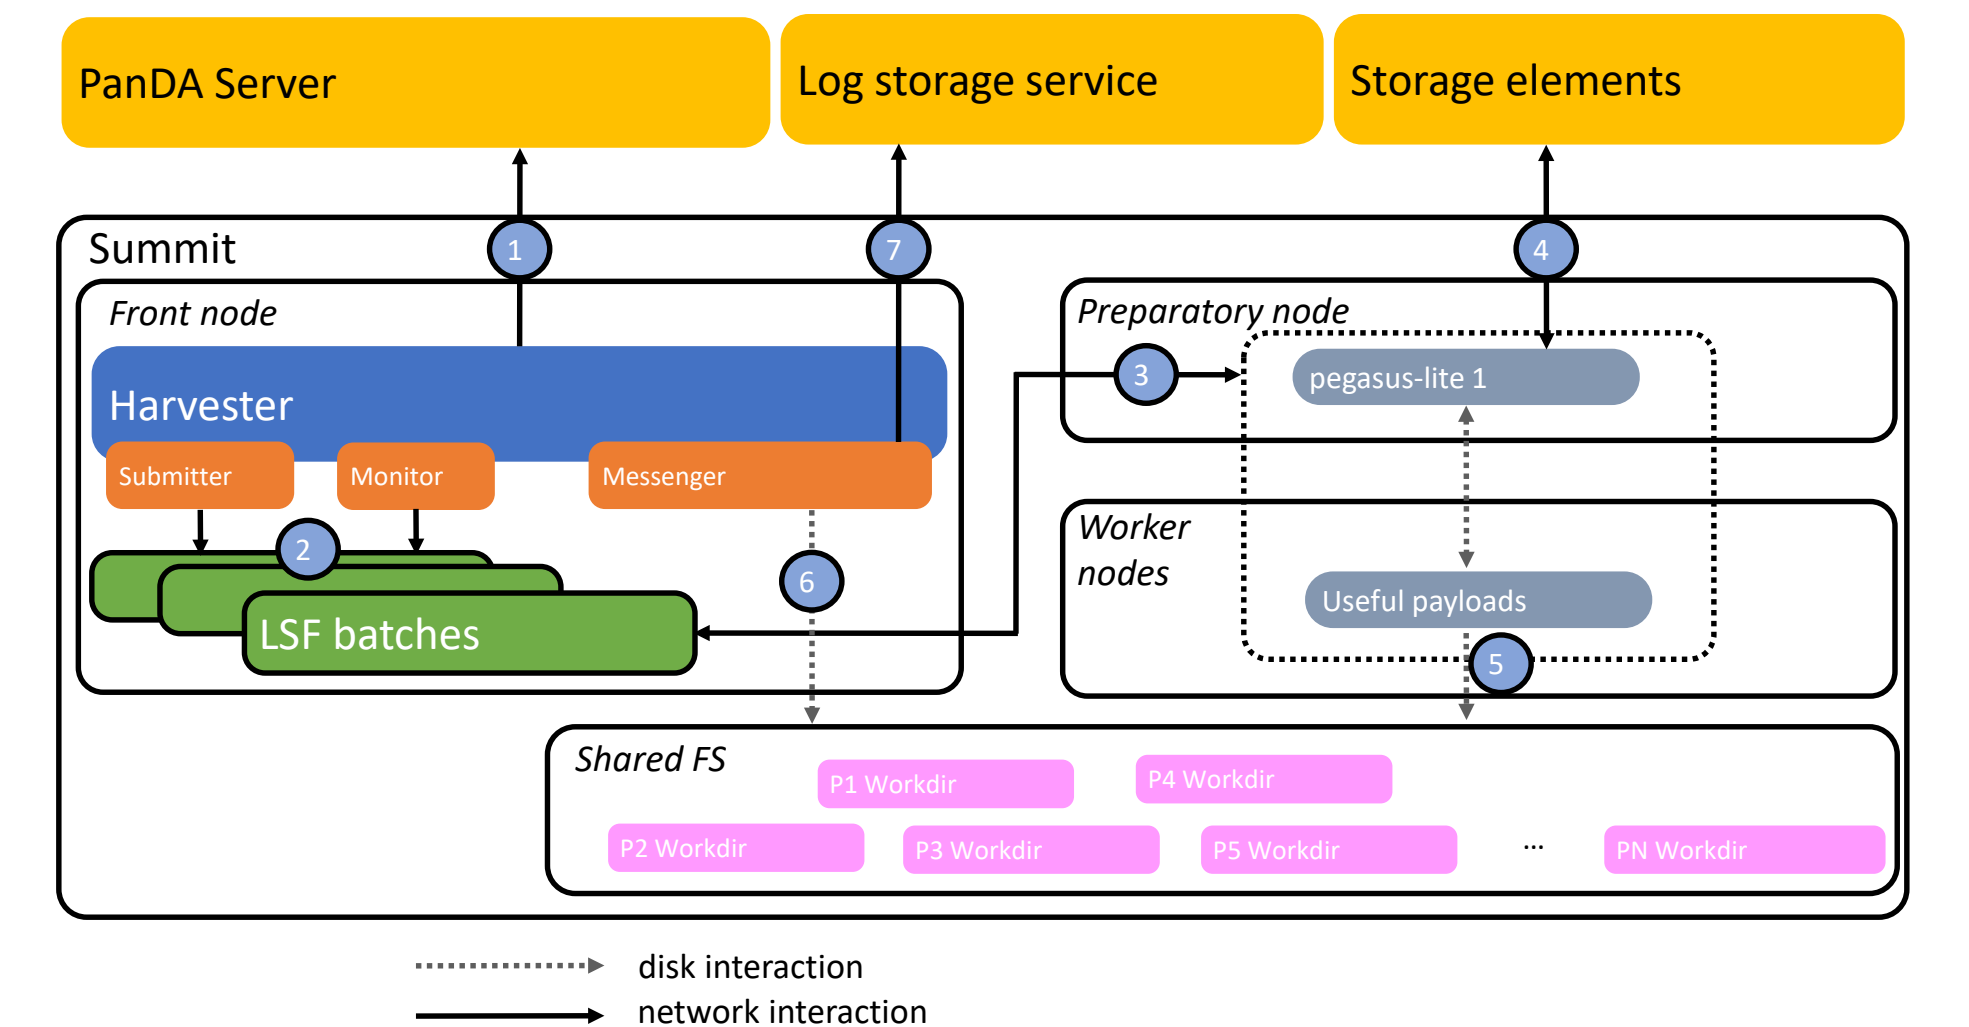 PanDA Server
Log storage service
Storage elements
Summit
1
7
4
Front node
Preparatory node
Harvester
3
pegasus-lite 1
Submitter
Monitor
Messenger
2
Worker
nodes
6
Useful payloads
LSF batches
5
Shared FS
P1 Workdir
P4 Workdir
P2 Workdir
P3 Workdir
P5 Workdir
...
PN Workdir
disk interaction
network interaction